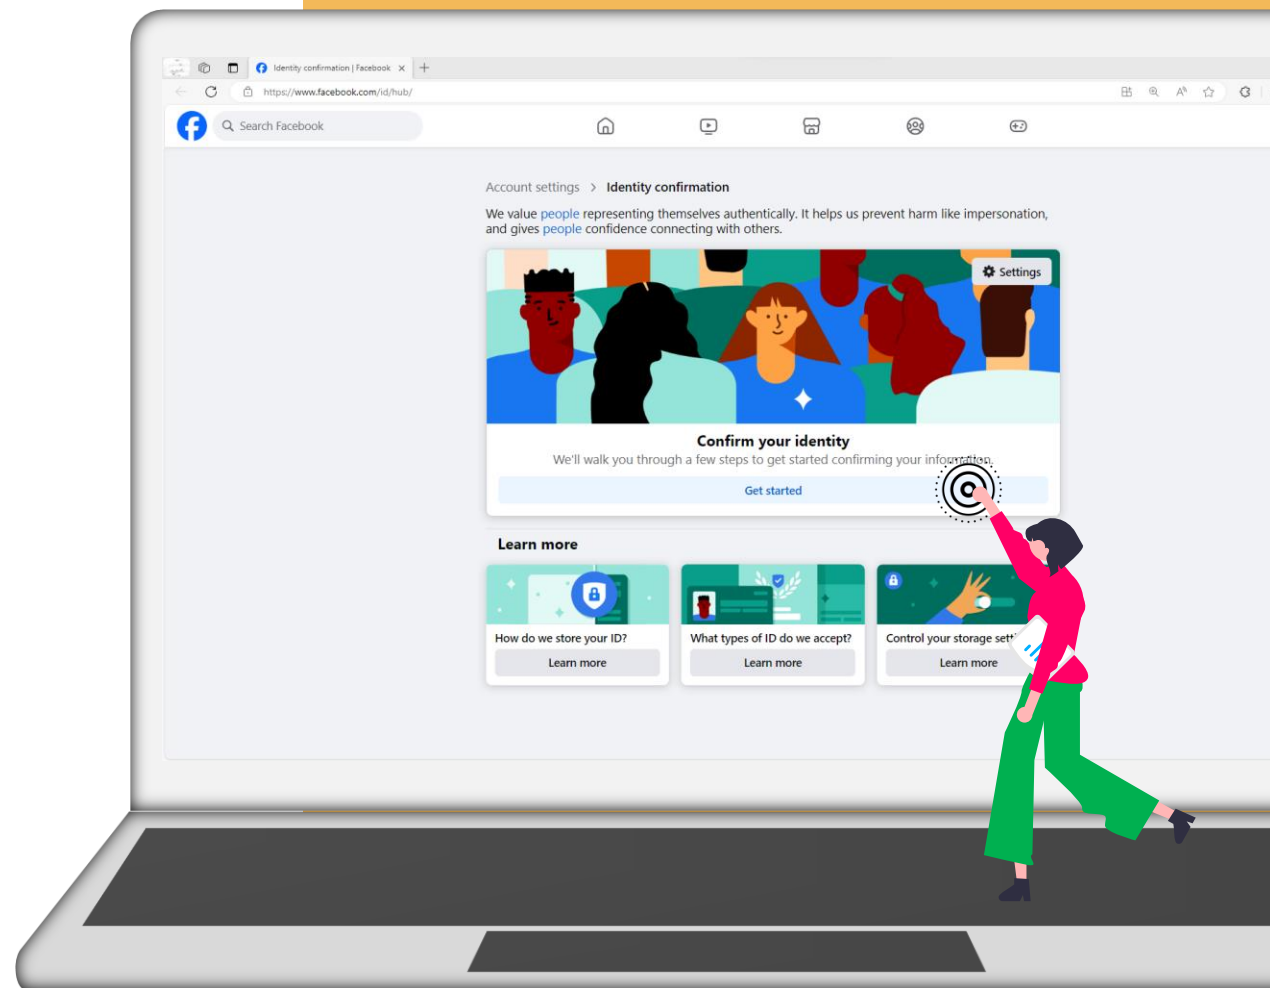 Identity confirmation | Facebook
https://www.facebook.com/id/hub/
Search Facebook
Account settings > Identity confirmation
We value people representing themselves authentically. It helps us prevent harm like impersonation,
and gives people confidence connecting with others.
Settings
Confirm your identity
We'll walk you through a few steps to get started confirming your information.
Get started
Learn more
How do we store your ID?
Learn more
What types of ID do we accept?
Learn more
Control your storage
Learn more